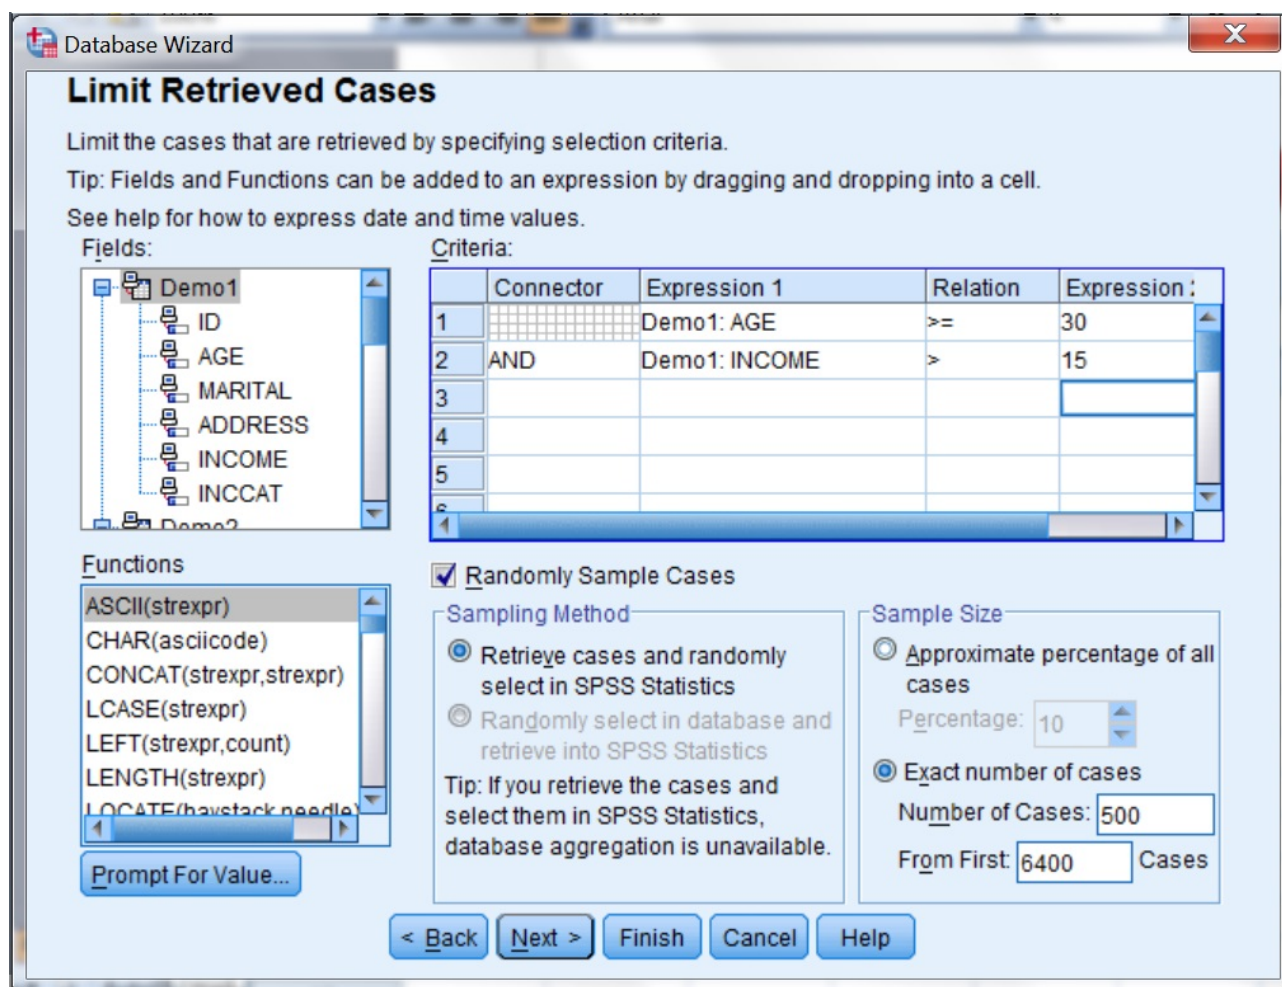 Database Wizard
X
Limit Retrieved Cases
Limit the cases that are retrieved by specifying selection criteria.
Tip: Fields and Functions can be added to an expression by dragging and dropping into a cell.
See help for how to express date and time values.
Fields:
Demo1
ID
AGE
MARITAL
ADDRESS
INCOME
INCCAT
Demo2
Criteria:
Connector Expression 1 Relation Expression
1 Demo1: AGE >= 30
2 AND Demo1: INCOME > 15
3
4
5
6
Functions
ASCII(strexpr)
CHAR(asciicode)
CONCAT(strexpr,strexpr)
LCASE(strexpr)
LEFT(strexpr,count)
LENGTH(strexpr)
LOCATE(haystack,needle)
Prompt For Value...
Randomly Sample Cases
Sampling Method
Retrieve cases and randomly
select in SPSS Statistics
Randomly select in database and
retrieve into SPSS Statistics
Tip: If you retrieve the cases and
select them in SPSS Statistics,
database aggregation is unavailable.
Sample Size
Approximate percentage of all
cases
Percentage: 10
Exact number of cases
Number of Cases: 500
From First: 6400 Cases
< Back Next > Finish Cancel Help